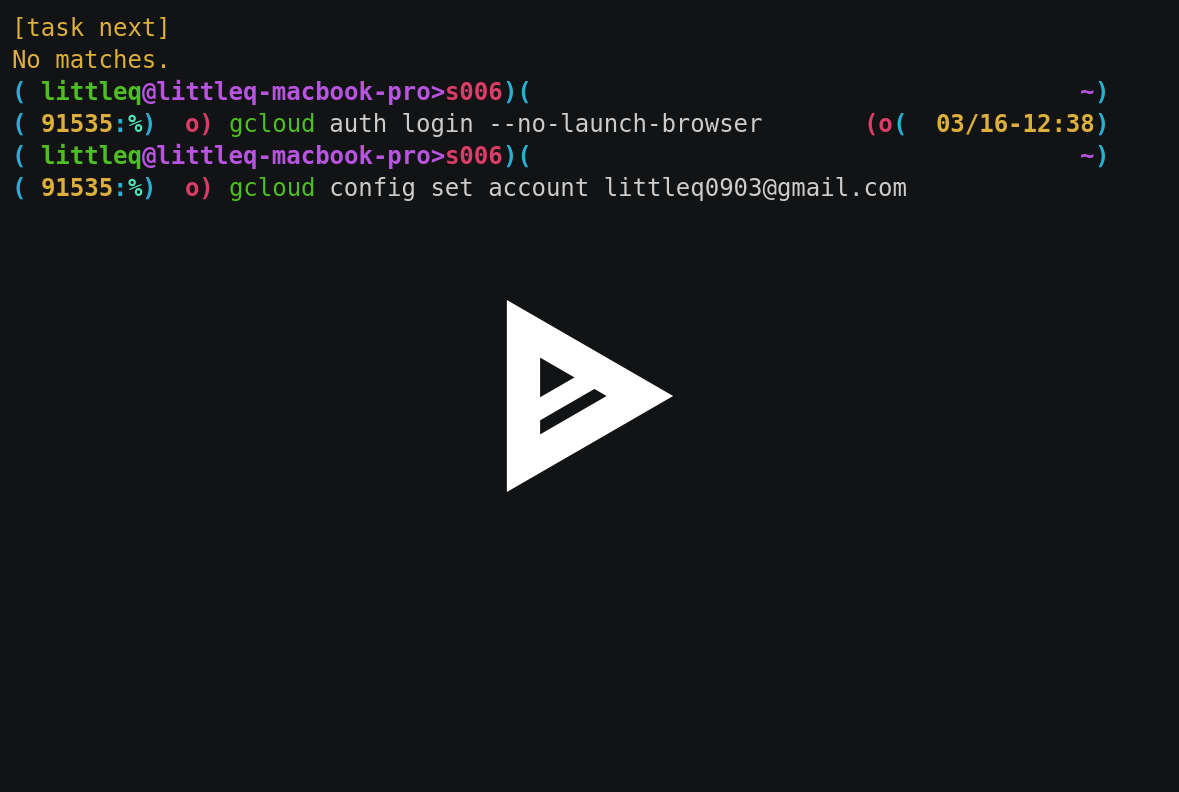 [task next]
No matches.
( littleq@littleq-macbook-pro>s006)( ~)
( 91535:%) o) gcloud auth login --no-launch-browser (o( 03/16-12:38)
( littleq@littleq-macbook-pro>s006)( ~)
( 91535:%) o) gcloud config set account littleq0903@gmail.com